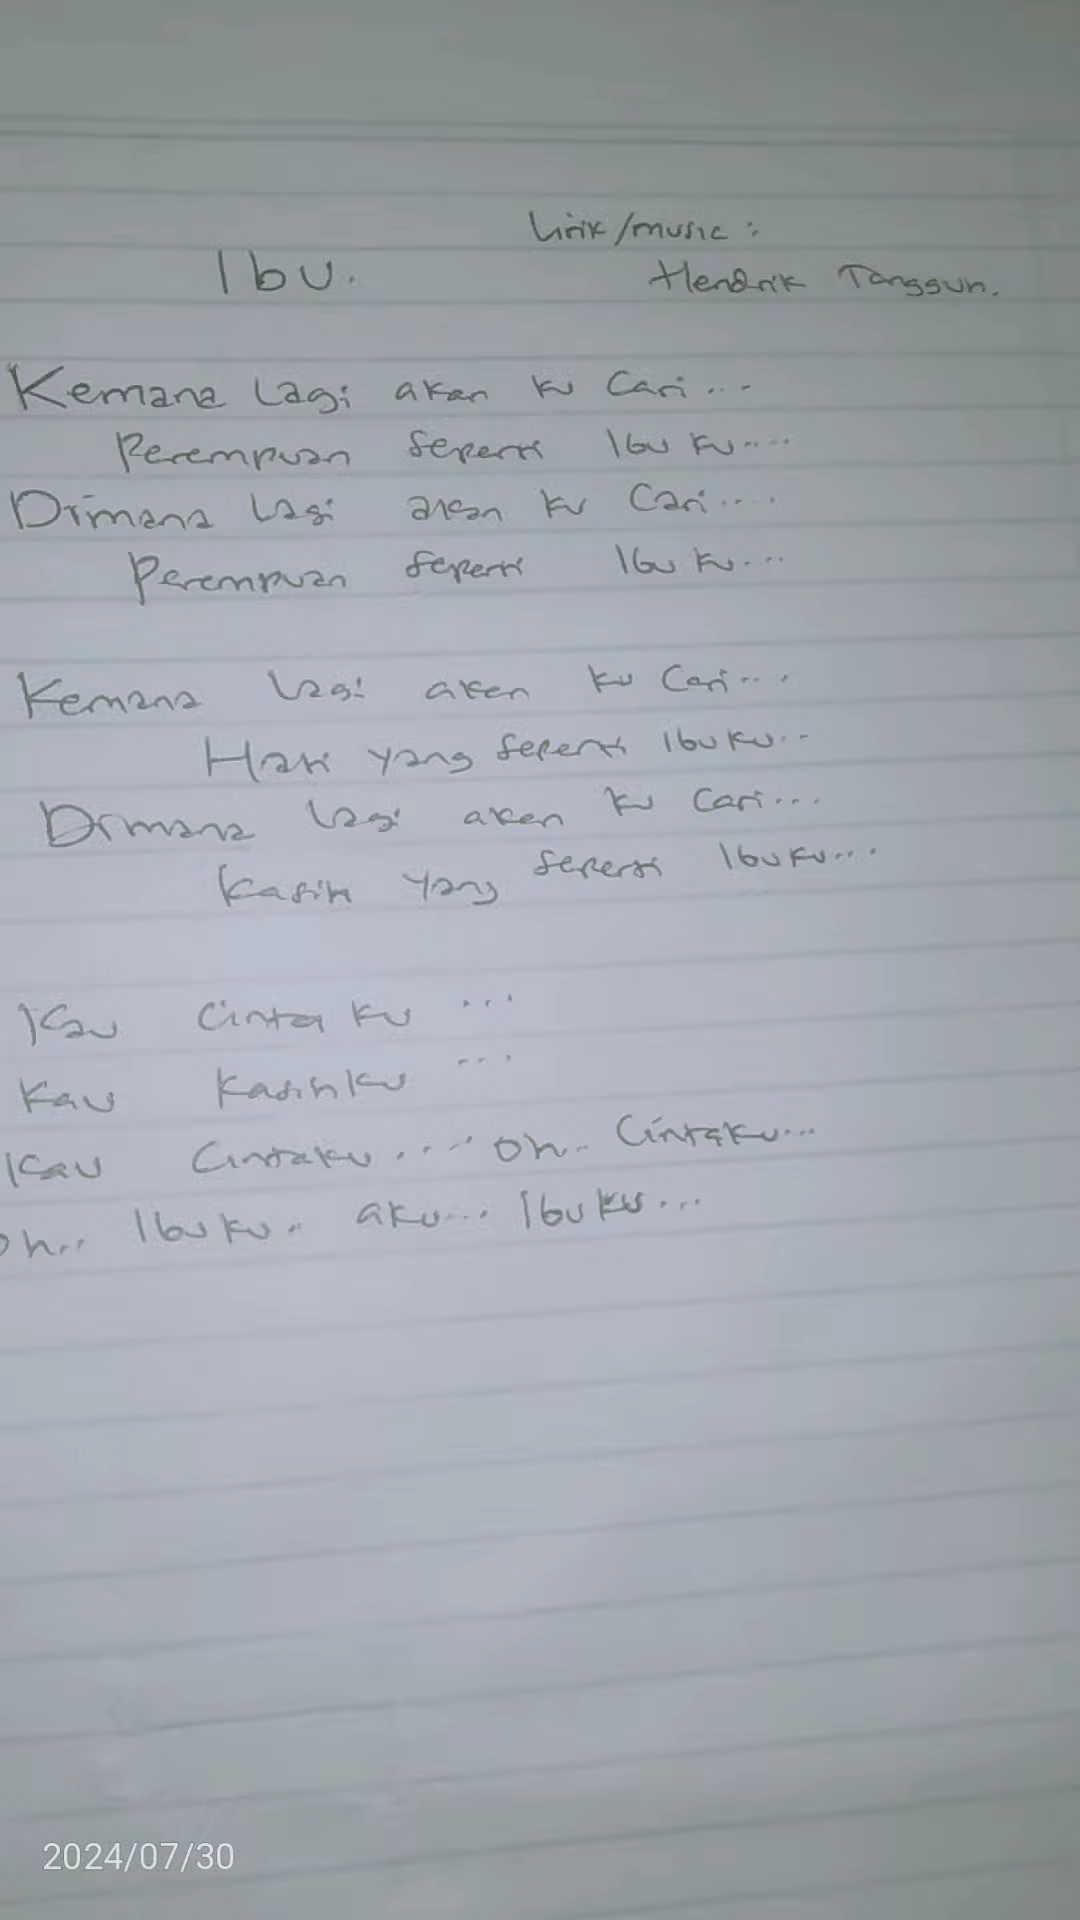 Lirik/music :
Ibu.
Hendrik Tanggun.
Kemana Lagi akan ku Cari...
Perempuan seperti Ibu ku....
Dimana Lagi akan ku Cari....
Perempuan seperti Ibu ku...
Kemana Lagi akan ku Cari....
Hati yang seperti Ibuku...
Dimana Lagi akan ku Cari...
Kasih yang seperti Ibuku...
Kau Cinta ku ...
Kau Kasihku ...
Kau Cintaku.... oh.. Cintaku...
oh.. Ibuku.. aku... Ibuku...
2024/07/30